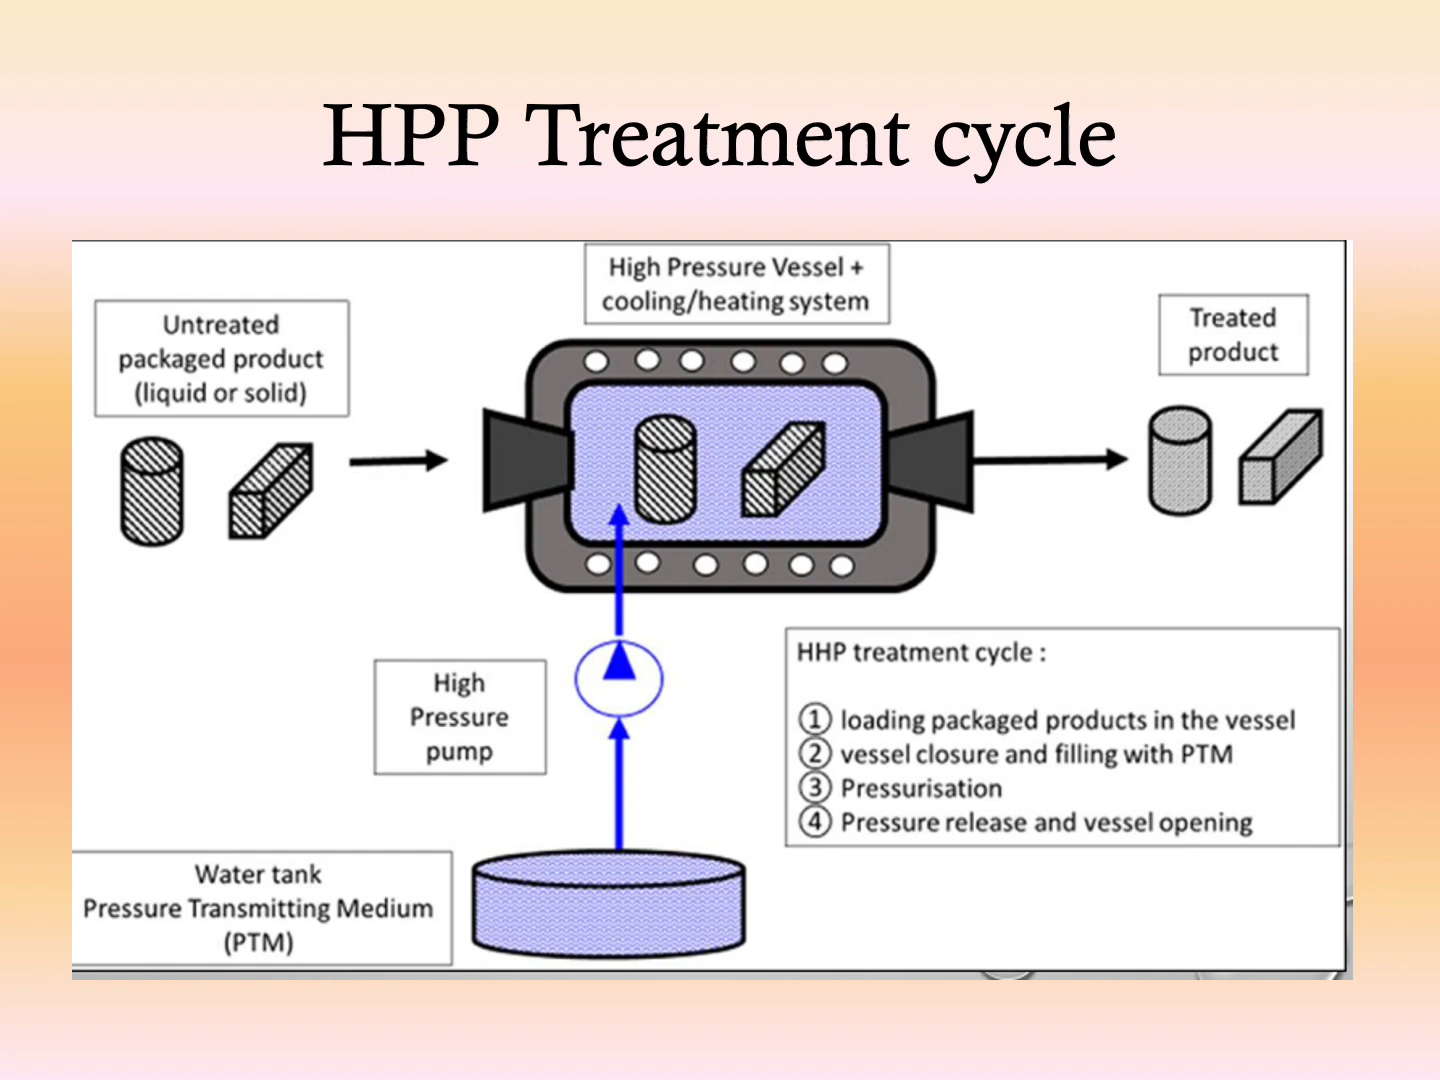 HPP Treatment cycle
High Pressure Vessel +
cooling/heating system
Untreated
packaged product
(liquid or solid)
Treated
product
High
Pressure
pump
HHP treatment cycle :
① loading packaged products in the vessel
② vessel closure and filling with PTM
③ Pressurisation
④ Pressure release and vessel opening
Water tank
Pressure Transmitting Medium
(PTM)